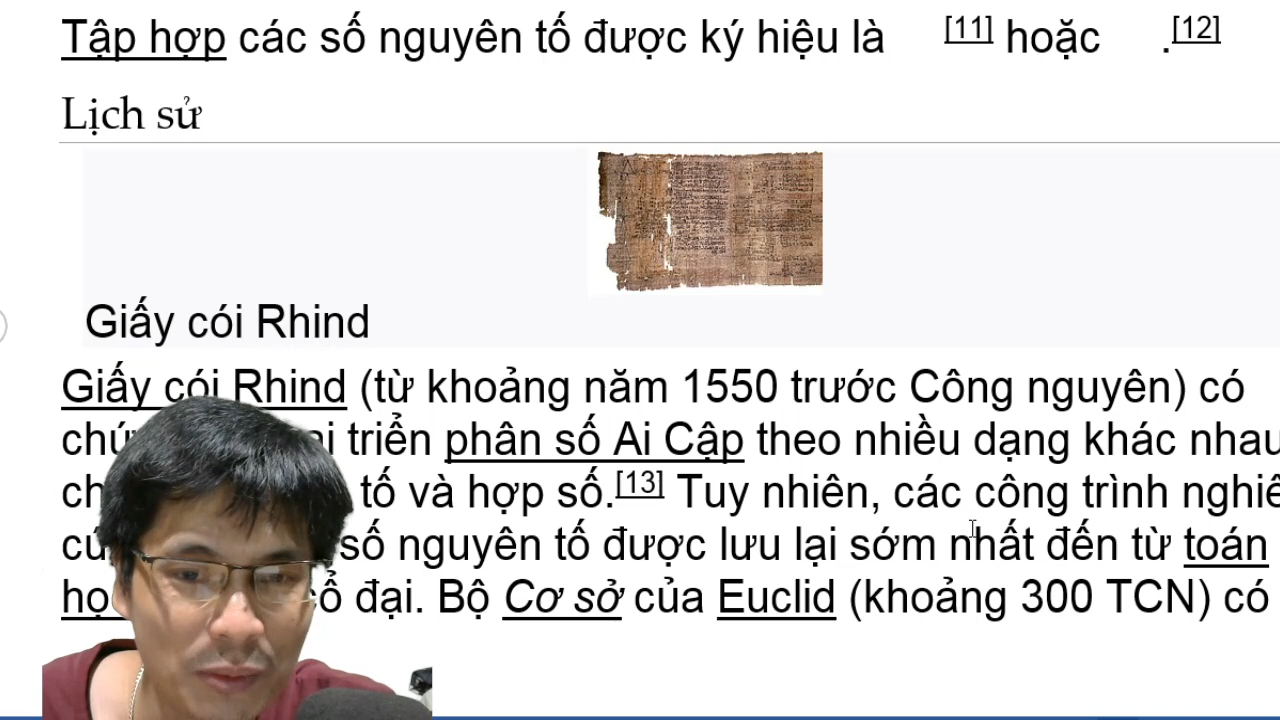 Tập hợp các số nguyên tố được ký hiệu là [11] hoặc .[12]
Lịch sử
Giấy cói Rhind
Giấy cói Rhind (từ khoảng năm 1550 trước Công nguyên) có
triển phân số Ai Cập theo nhiều dạng khác nhau
tố và hợp số.[13] Tuy nhiên, các công trình
số nguyên tố được lưu lại sớm nhất đến từ toán
cổ đại. Bộ Cơ sở của Euclid (khoảng 300 TCN) có